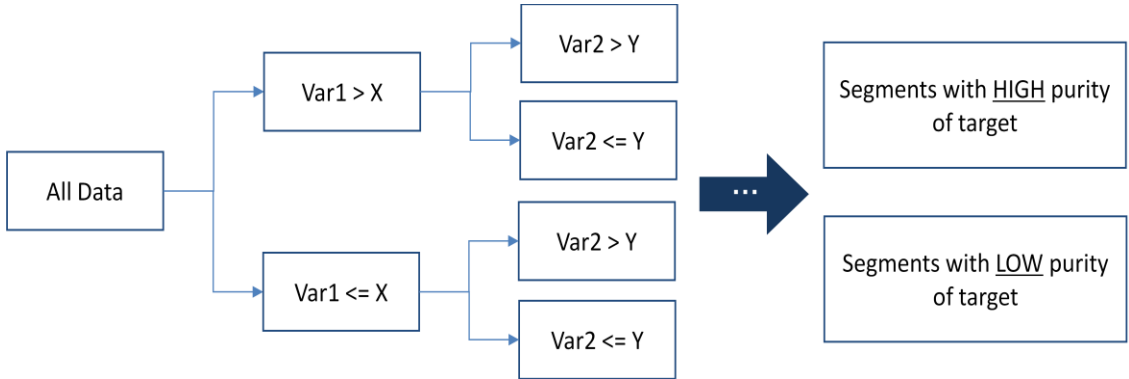 All Data
Var1 > X
Var1 <= X
Var2 > Y
Var2 <= Y
Var2 > Y
Var2 <= Y
...
Segments with HIGH purity
of target
Segments with LOW purity
of target